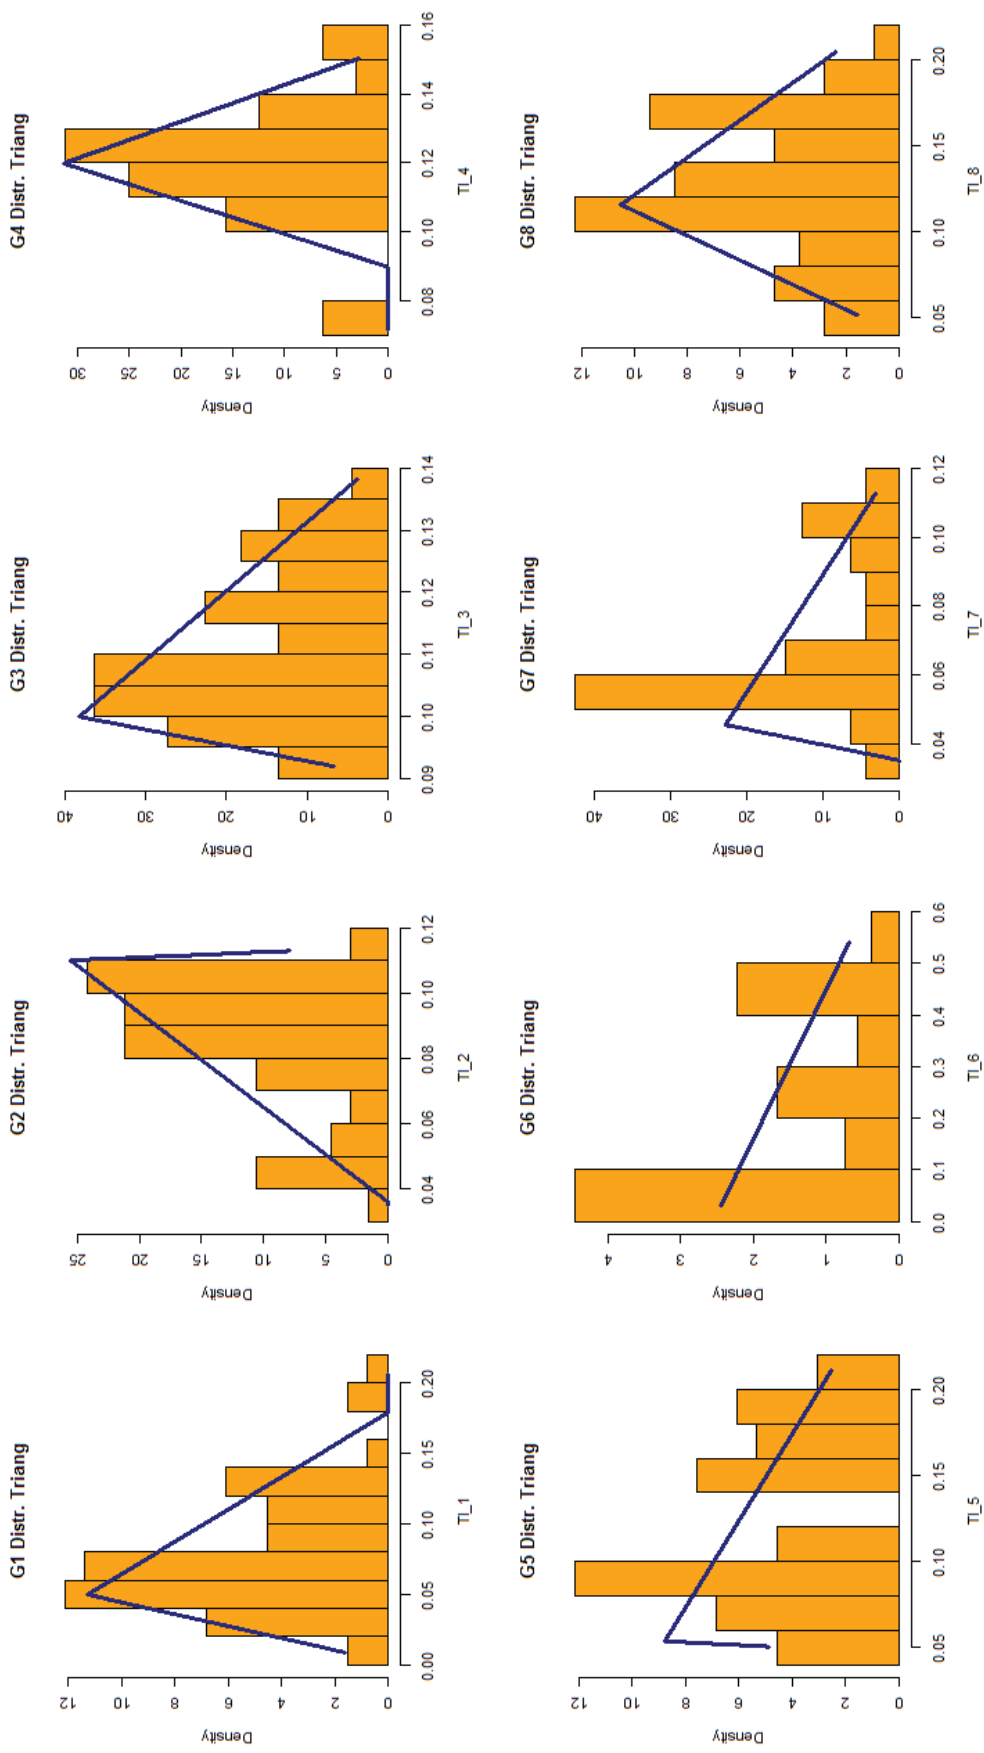 G1 Distr. Triang
Density
12
10
8
6
4
2
0
0.00 0.05 0.10 0.15 0.20
TI_1
G2 Distr. Triang
Density
25
20
15
10
5
0
0.04 0.06 0.08 0.10 0.12
TI_2
G3 Distr. Triang
Density
40
30
20
10
0
0.09 0.10 0.11 0.12 0.13 0.14
TI_3
G4 Distr. Triang
Density
30
25
20
15
10
5
0
0.08 0.10 0.12 0.14 0.16
TI_4
G5 Distr. Triang
Density
12
10
8
6
4
2
0
0.05 0.10 0.15 0.20
TI_5
G6 Distr. Triang
Density
4
3
2
1
0
0.0 0.1 0.2 0.3 0.4 0.5 0.6
TI_6
G7 Distr. Triang
Density
40
30
20
10
0
0.04 0.06 0.08 0.10 0.12
TI_7
G8 Distr. Triang
Density
12
10
8
6
4
2
0
0.05 0.10 0.15 0.20
TI_8